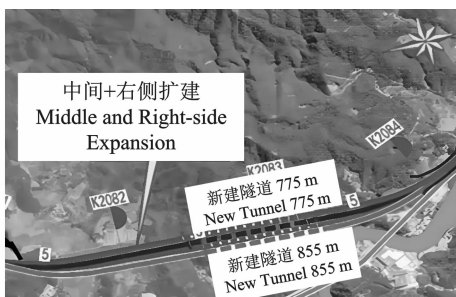 中间+右侧扩建
Middle and Right-side
Expansion
K2084
K2083
K2082
新建隧道 775 m
New Tunnel 775 m
5
5
新建隧道 855 m
New Tunnel 855 m